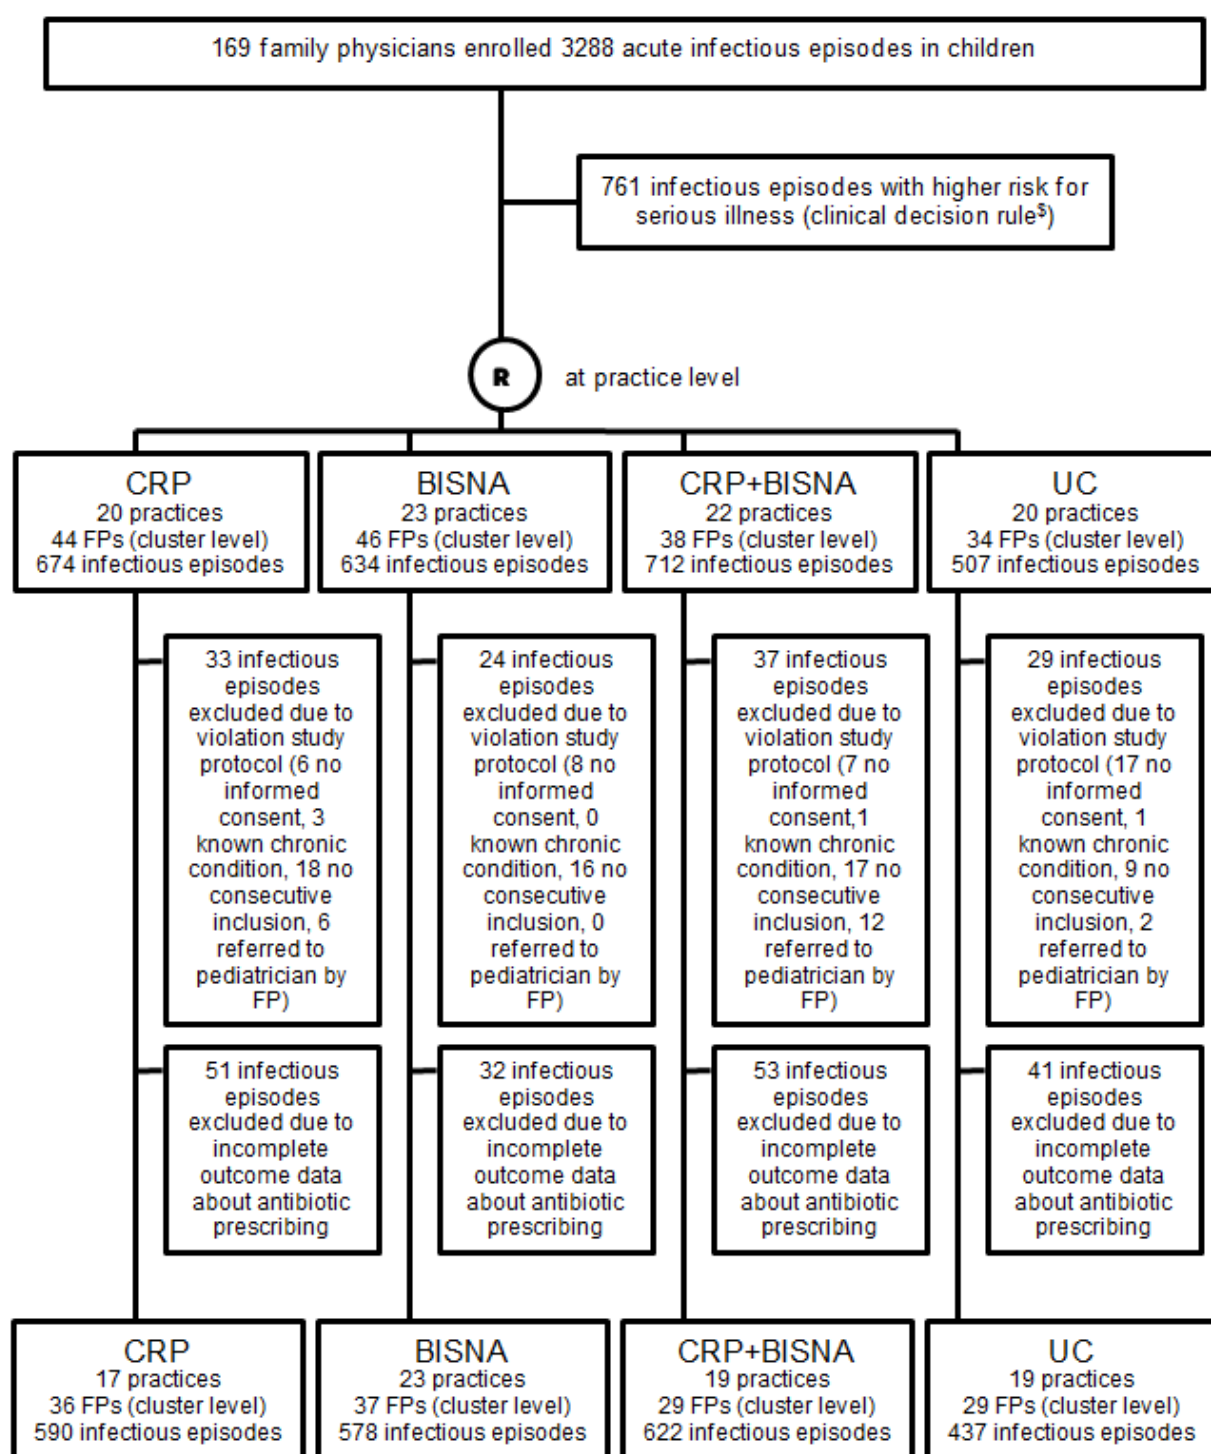 169 family physicians enrolled 3288 acute infectious episodes in children
761 infectious episodes with higher risk for
serious illness (clinical decision rule$)
R
at practice level
CRP
20 practices
44 FPs (cluster level)
674 infectious episodes
BISNA
23 practices
46 FPs (cluster level)
634 infectious episodes
CRP+BISNA
22 practices
38 FPs (cluster level)
712 infectious episodes
UC
20 practices
34 FPs (cluster level)
507 infectious episodes
33 infectious
episodes
excluded due to
violation study
protocol (6 no
informed
consent, 3
known chronic
condition, 18 no
consecutive
inclusion, 6
referred to
pediatrician by
FP)
24 infectious
episodes
excluded due to
violation study
protocol (8 no
informed
consent, 0
known chronic
condition, 16 no
consecutive
inclusion, 0
referred to
pediatrician by
FP)
37 infectious
episodes
excluded due to
violation study
protocol (7 no
informed
consent,1
known chronic
condition, 17 no
consecutive
inclusion, 12
referred to
pediatrician by
FP)
29 infectious
episodes
excluded due to
violation study
protocol (17 no
informed
consent, 1
known chronic
condition, 9 no
consecutive
inclusion, 2
referred to
pediatrician by
FP)
51 infectious
episodes
excluded due to
incomplete
outcome data
about antibiotic
prescribing
32 infectious
episodes
excluded due to
incomplete
outcome data
about antibiotic
prescribing
53 infectious
episodes
excluded due to
incomplete
outcome data
about antibiotic
prescribing
41 infectious
episodes
excluded due to
incomplete
outcome data
about antibiotic
prescribing
CRP
17 practices
36 FPs (cluster level)
590 infectious episodes
BISNA
23 practices
37 FPs (cluster level)
578 infectious episodes
CRP+BISNA
19 practices
29 FPs (cluster level)
622 infectious episodes
UC
19 practices
29 FPs (cluster level)
437 infectious episodes